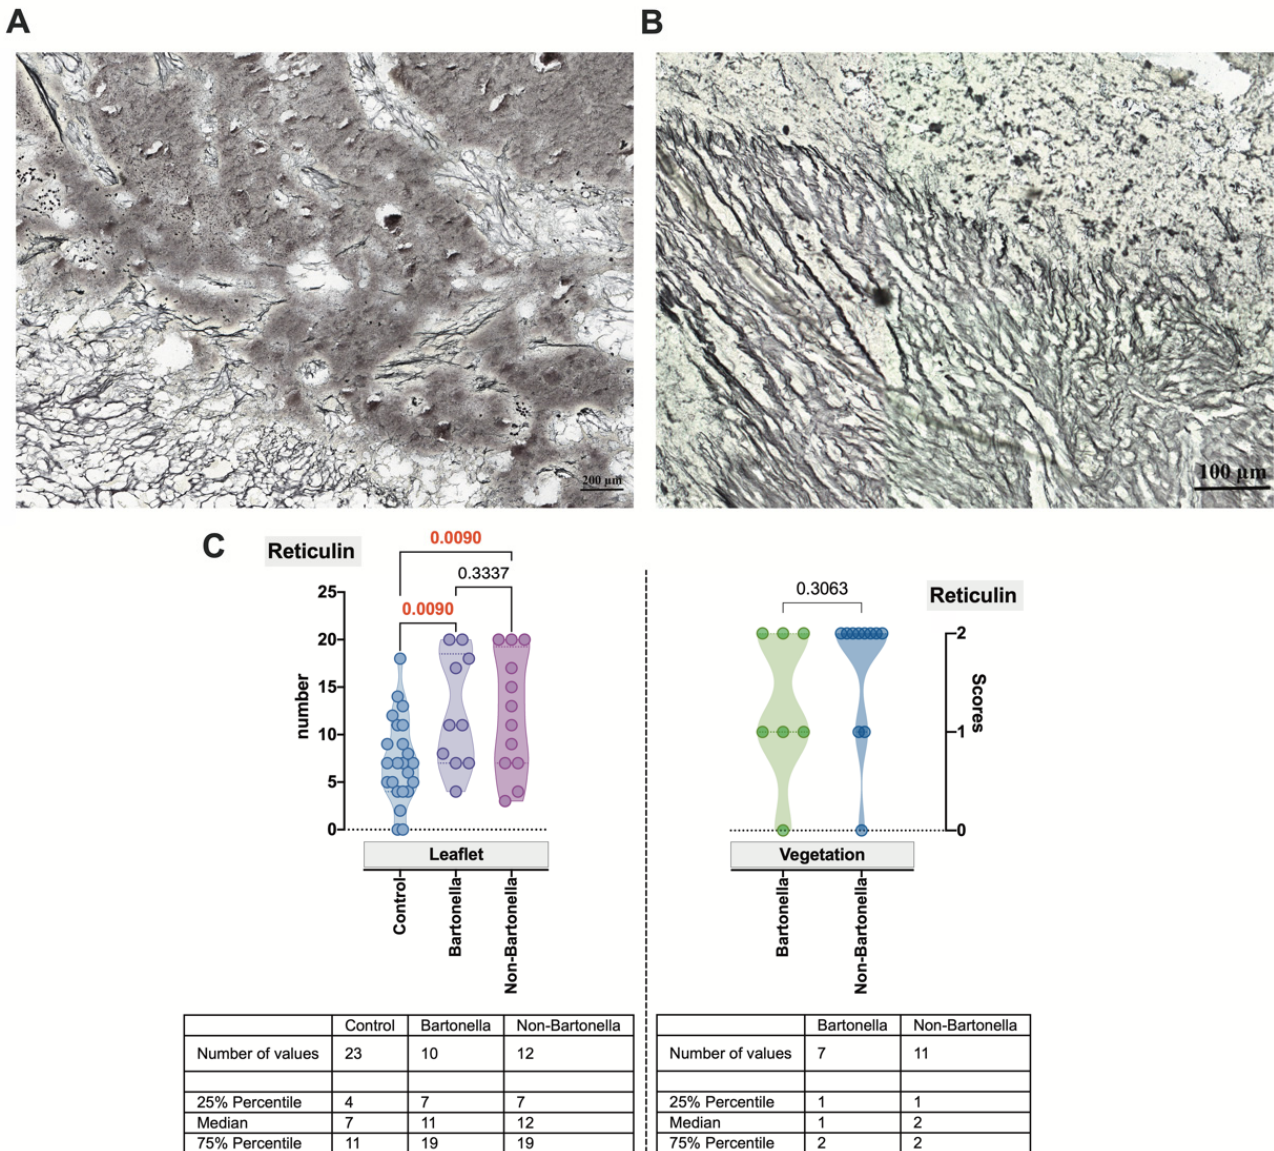 A
B
200 µm
100 µm
C
Reticulin
0.0090
0.3337
0.0090
number
25
20
15
10
5
0
Leaflet
Control
Bartonella
Non-Bartonella
0.3063
Reticulin
2
1
0
Scores
Vegetation
Bartonella
Non-Bartonella
Control Bartonella Non-Bartonella
Number of values 23 10 12
25% Percentile 4 7 7
Median 7 11 12
75% Percentile 11 19 19
Bartonella Non-Bartonella
Number of values 7 11
25% Percentile 1 1
Median 1 2
75% Percentile 2 2